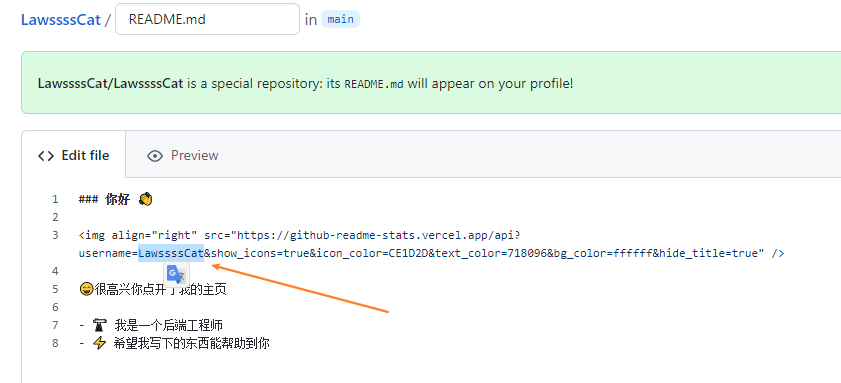 LawssssCat / README.md in main
LawssssCat/LawssssCat is a special repository: its README.md will appear on your profile!
<> Edit file Preview
1 ### 你好 👋
2
3 <img align="right" src="https://github-readme-stats.vercel.app/api?
username=LawssssCat&show_icons=true&icon_color=CE1D2D&text_color=718096&bg_color=ffffff&hide_title=true" />
4
5 😄很高兴你点开了我的主页
6
7 - 🔭 我是一个后端工程师
8 - ⚡ 希望我写下的东西能帮助到你